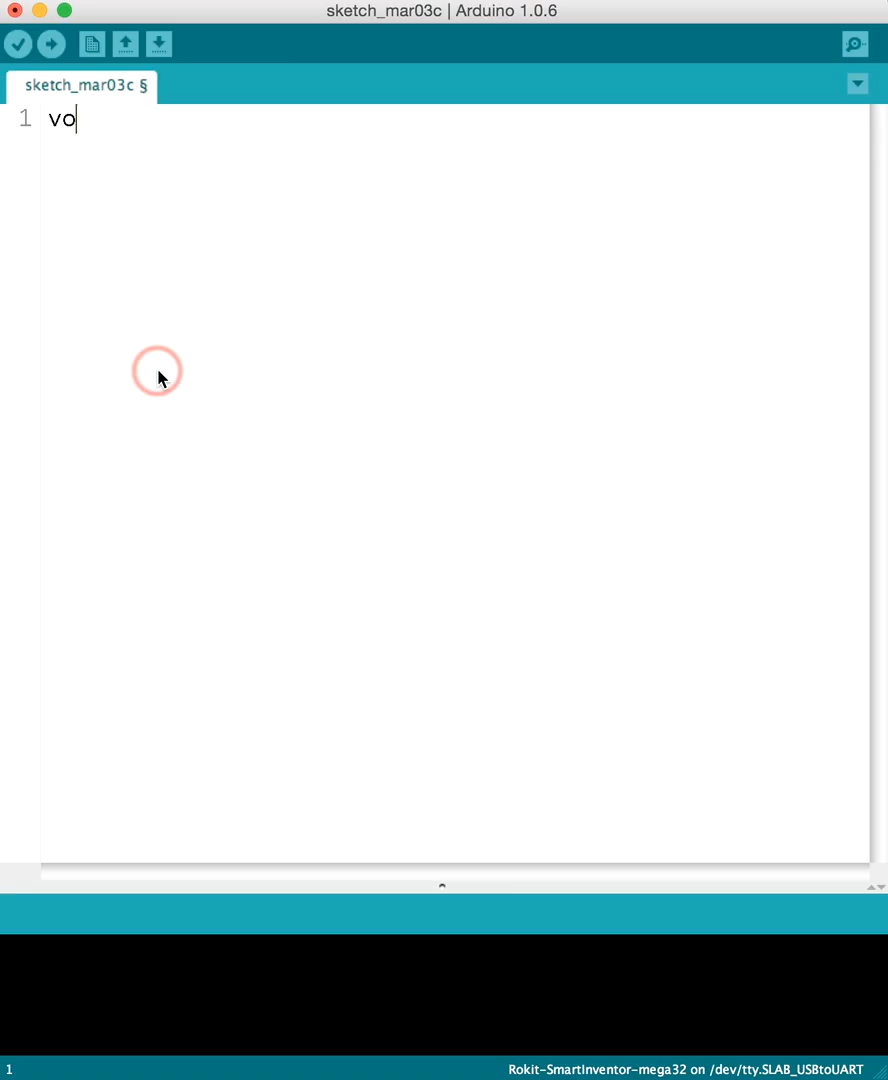 sketch_mar03c | Arduino 1.0.6
sketch_mar03c §
1 vo
1
Rokit-SmartInventor-mega32 on /dev/tty.SLAB_USBtoUART